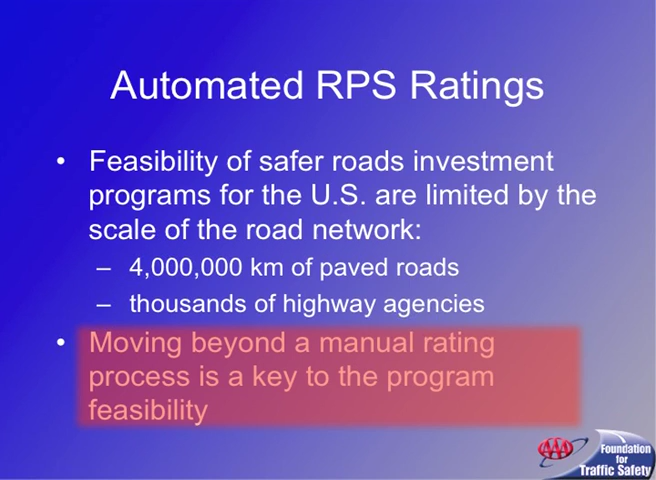 Automated RPS Ratings
• Feasibility of safer roads investment
programs for the U.S. are limited by the
scale of the road network:
– 4,000,000 km of paved roads
– thousands of highway agencies
• Moving beyond a manual rating
process is a key to the program
feasibility
AAA
Foundation
for
Traffic Safety